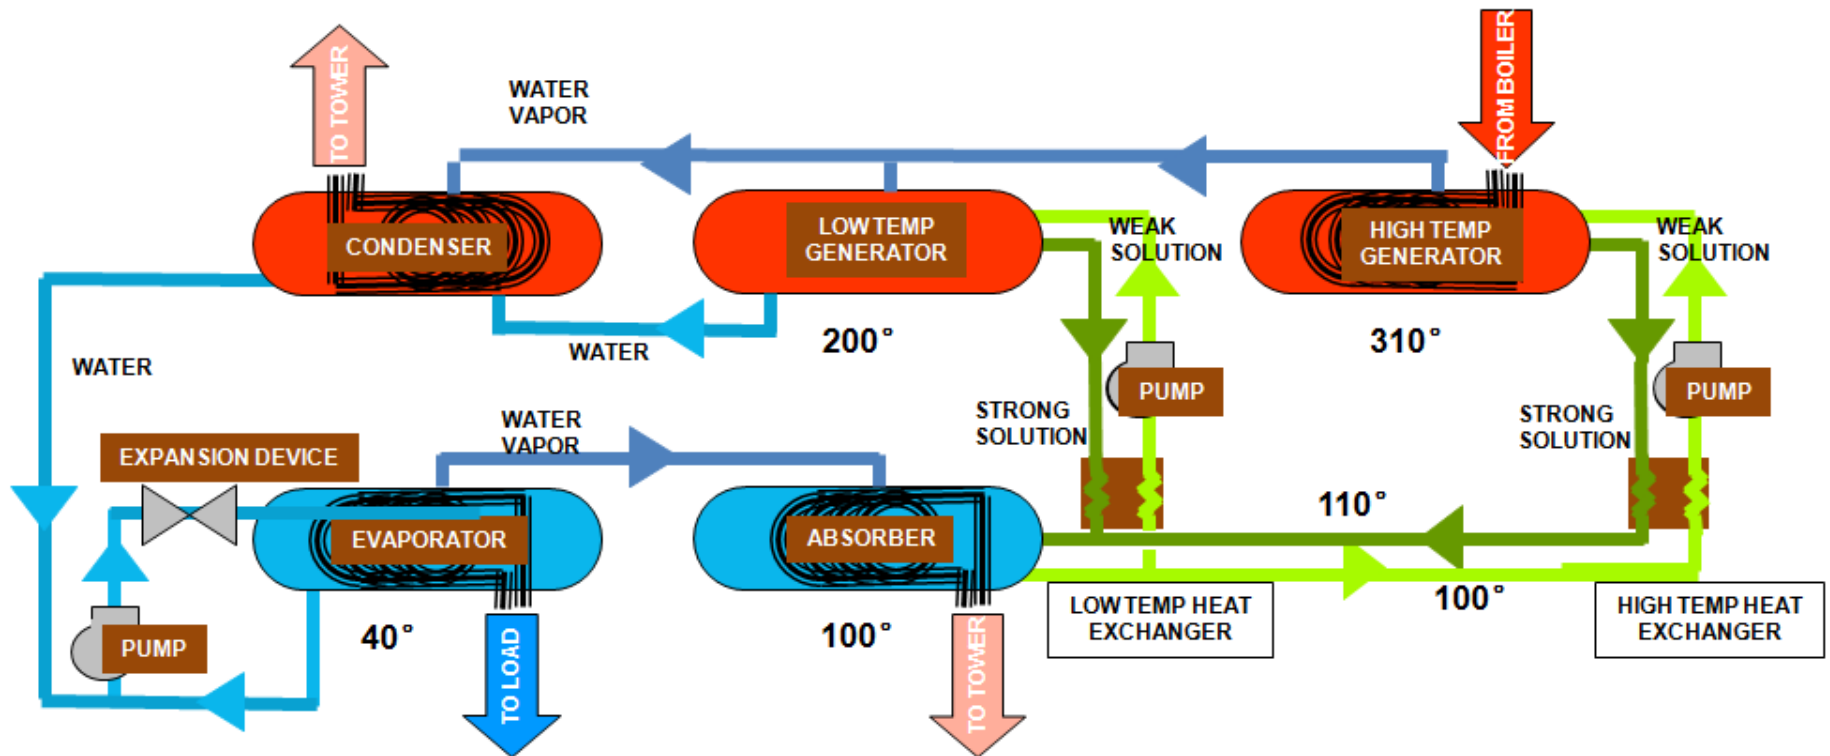 TO TOWER
FROM BOILER
WATER
VAPOR
CONDENSER
LOW TEMP
GENERATOR
WEAK
SOLUTION
HIGH TEMP
GENERATOR
WEAK
SOLUTION
200°
310°
WATER
WATER
PUMP
PUMP
STRONG
SOLUTION
STRONG
SOLUTION
WATER
VAPOR
EXPANSION DEVICE
110°
EVAPORATOR
ABSORBER
100°
LOW TEMP HEAT
EXCHANGER
HIGH TEMP HEAT
EXCHANGER
PUMP
40°
100°
TO LOAD
TO TOWER